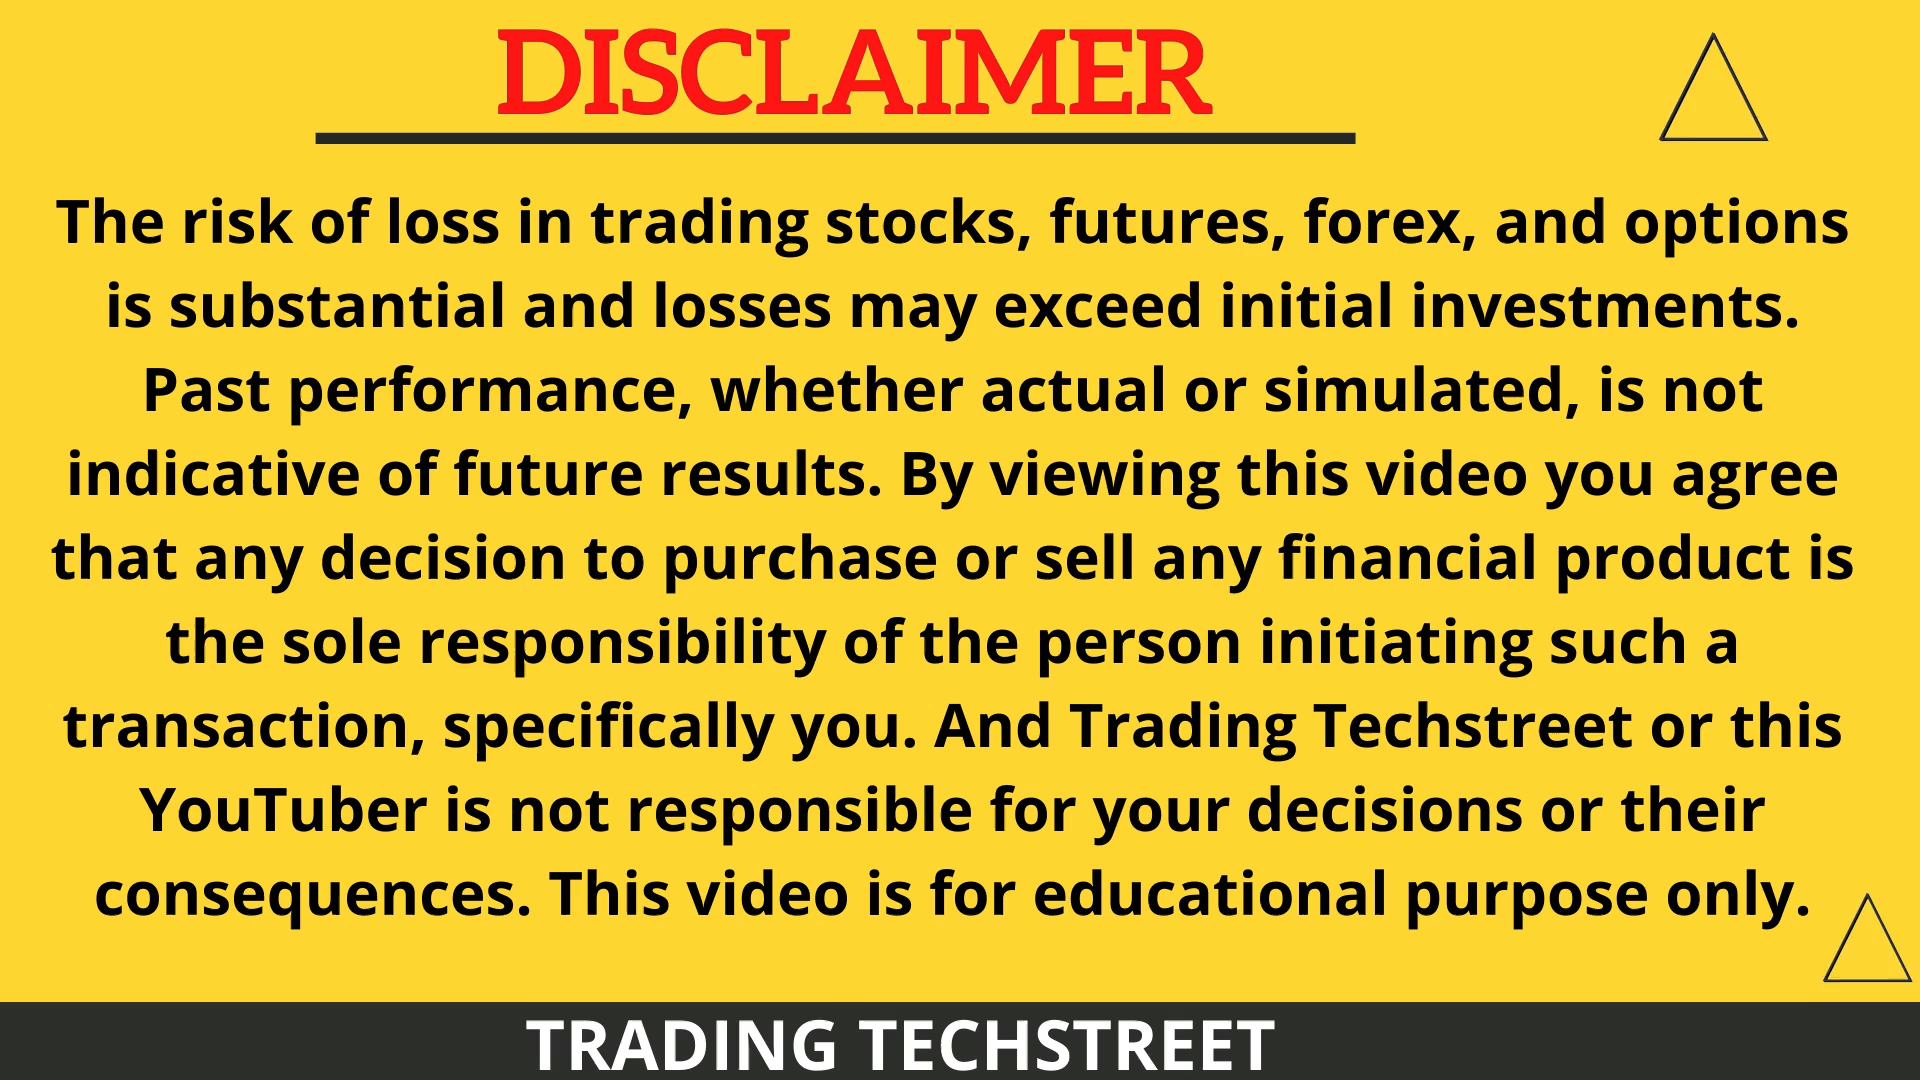 DISCLAIMER
The risk of loss in trading stocks, futures, forex, and options
is substantial and losses may exceed initial investments.
Past performance, whether actual or simulated, is not
indicative of future results. By viewing this video you agree
that any decision to purchase or sell any financial product is
the sole responsibility of the person initiating such a
transaction, specifically you. And Trading Techstreet or this
YouTuber is not responsible for your decisions or their
consequences. This video is for educational purpose only.
TRADING TECHSTREET